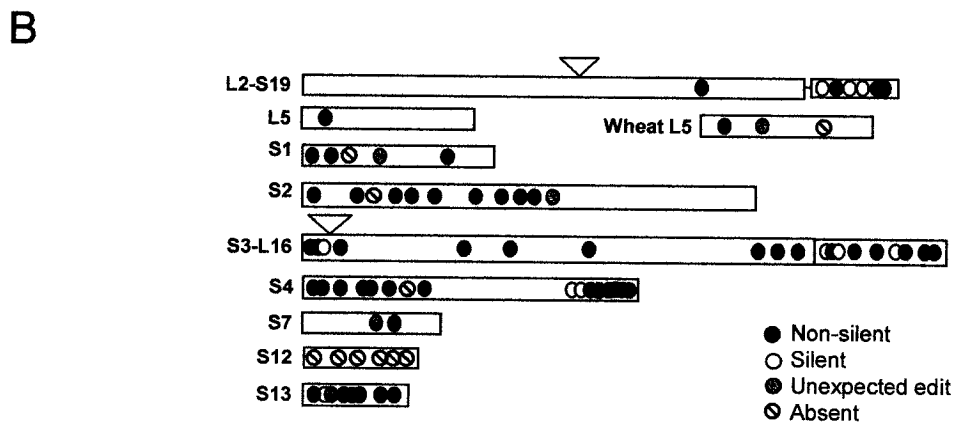 B
L2-S19
L5
Wheat L5
S1
S2
S3-L16
S4
S7
S12
S13
Non-silent
Silent
Unexpected edit
Absent